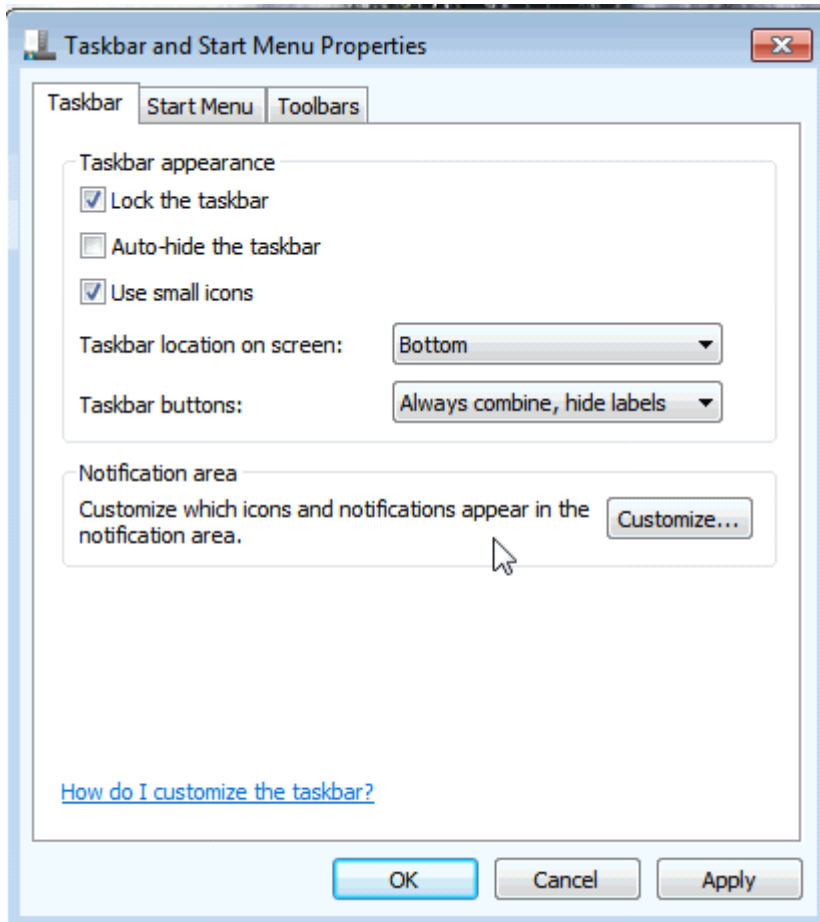 Taskbar and Start Menu Properties
Taskbar
Start Menu
Toolbars
Taskbar appearance
Lock the taskbar
Auto-hide the taskbar
Use small icons
Taskbar location on screen:
Bottom
Taskbar buttons:
Always combine, hide labels
Notification area
Customize which icons and notifications appear in the
notification area.
Customize...
How do I customize the taskbar?
OK
Cancel
Apply